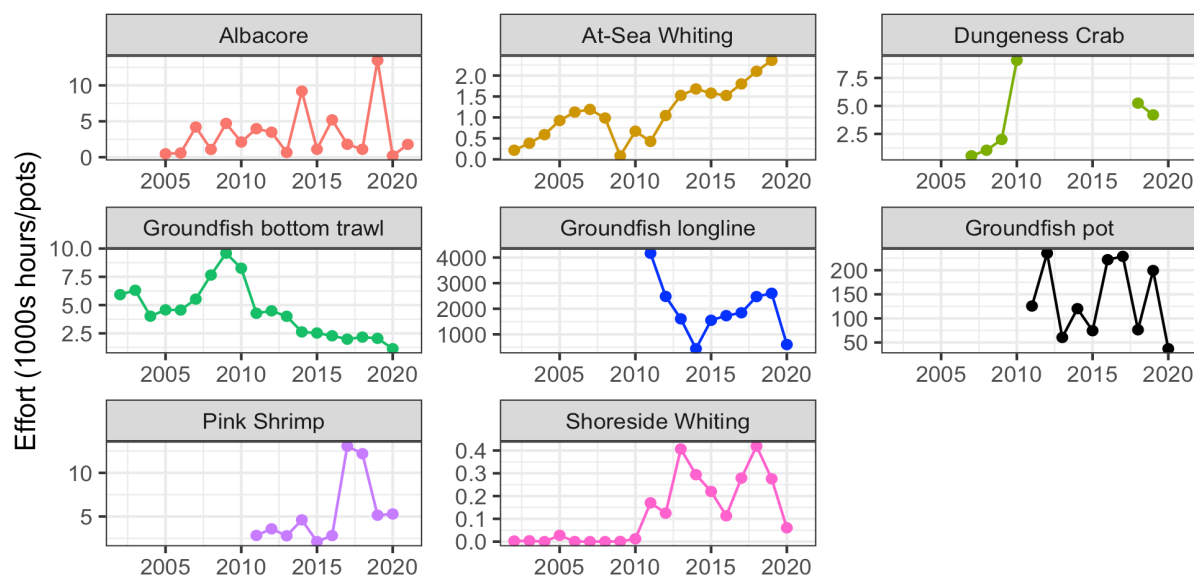 Effort (1000s hours/pots)
Albacore
10
5
0
2005 2010 2015 2020
At-Sea Whiting
2.0
1.5
1.0
0.5
0.0
2005 2010 2015 2020
Dungeness Crab
7.5
5.0
2.5
2005 2010 2015 2020
Groundfish bottom trawl
10.0
7.5
5.0
2.5
2005 2010 2015 2020
Groundfish longline
4000
3000
2000
1000
2005 2010 2015 2020
Groundfish pot
200
150
100
50
2005 2010 2015 2020
Pink Shrimp
10
5
2005 2010 2015 2020
Shoreside Whiting
0.4
0.3
0.2
0.1
0.0
2005 2010 2015 2020